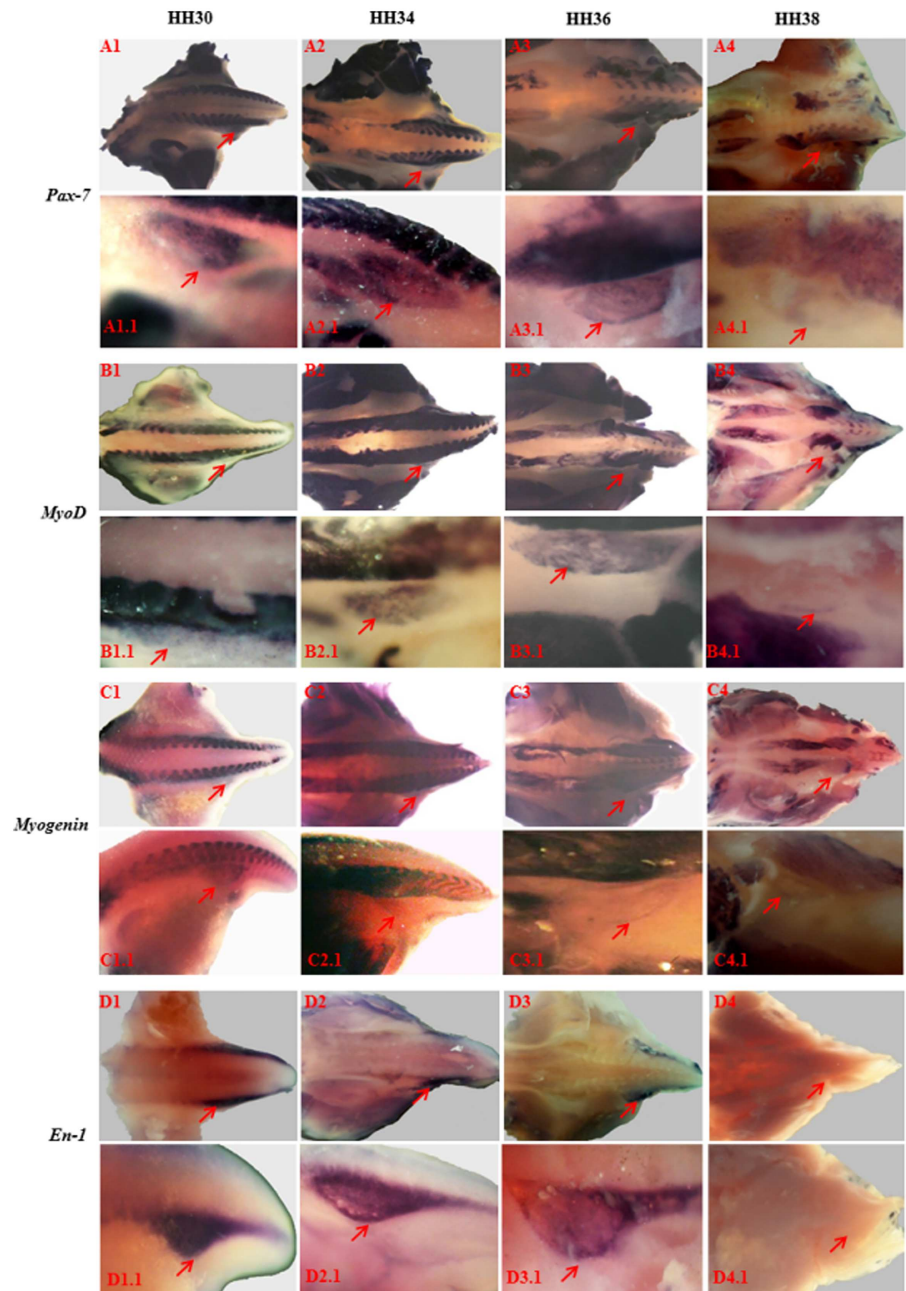 HH30 HH34 HH36 HH38
A1 A2 A3 A4
Pax-7
A1.1 A2.1 A3.1 A4.1
B1 B2 B3 B4
MyoD
B1.1 B2.1 B3.1 B4.1
C1 C2 C3 C4
Myogenin
C1.1 C2.1 C3.1 C4.1
D1 D2 D3 D4
En-1
D1.1 D2.1 D3.1 D4.1